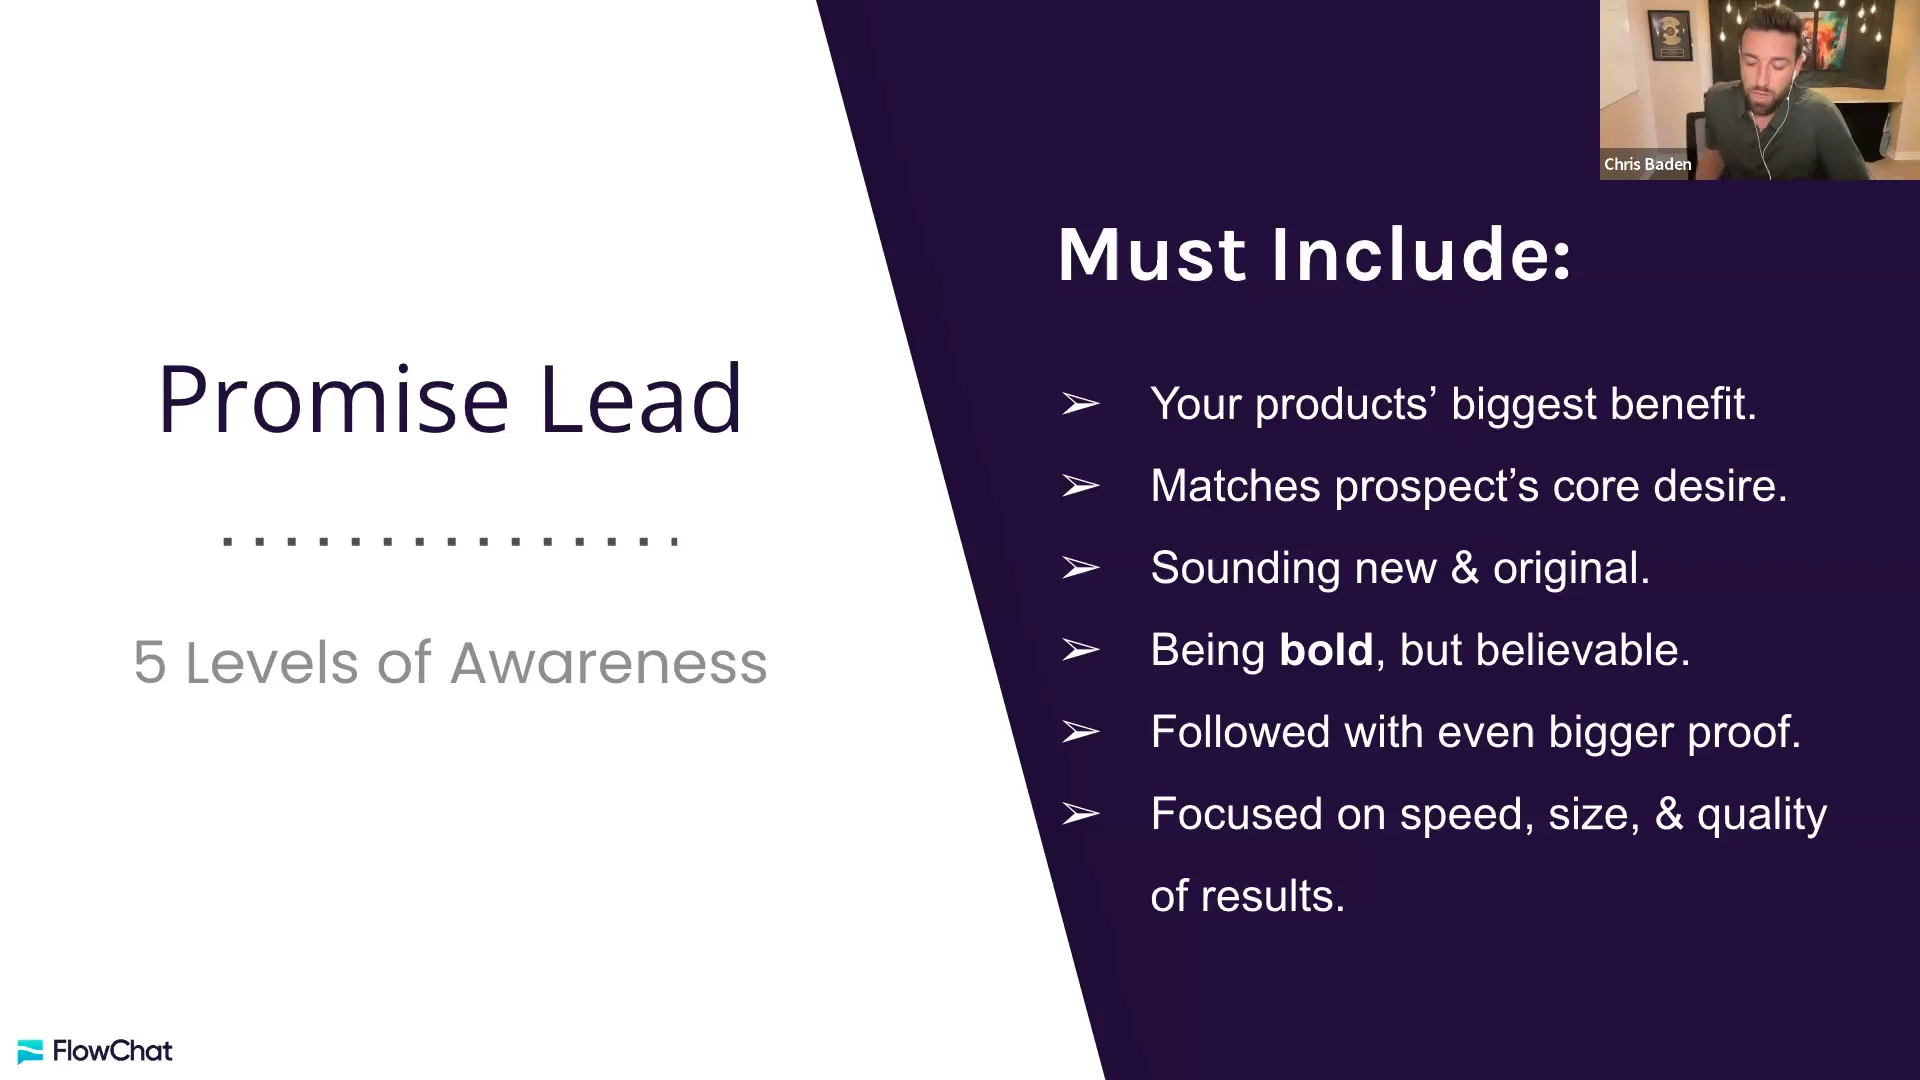 Promise Lead
5 Levels of Awareness
FlowChat
Chris Baden
Must Include:
➢ Your products’ biggest benefit.
➢ Matches prospect’s core desire.
➢ Sounding new & original.
➢ Being bold, but believable.
➢ Followed with even bigger proof.
➢ Focused on speed, size, & quality
of results.